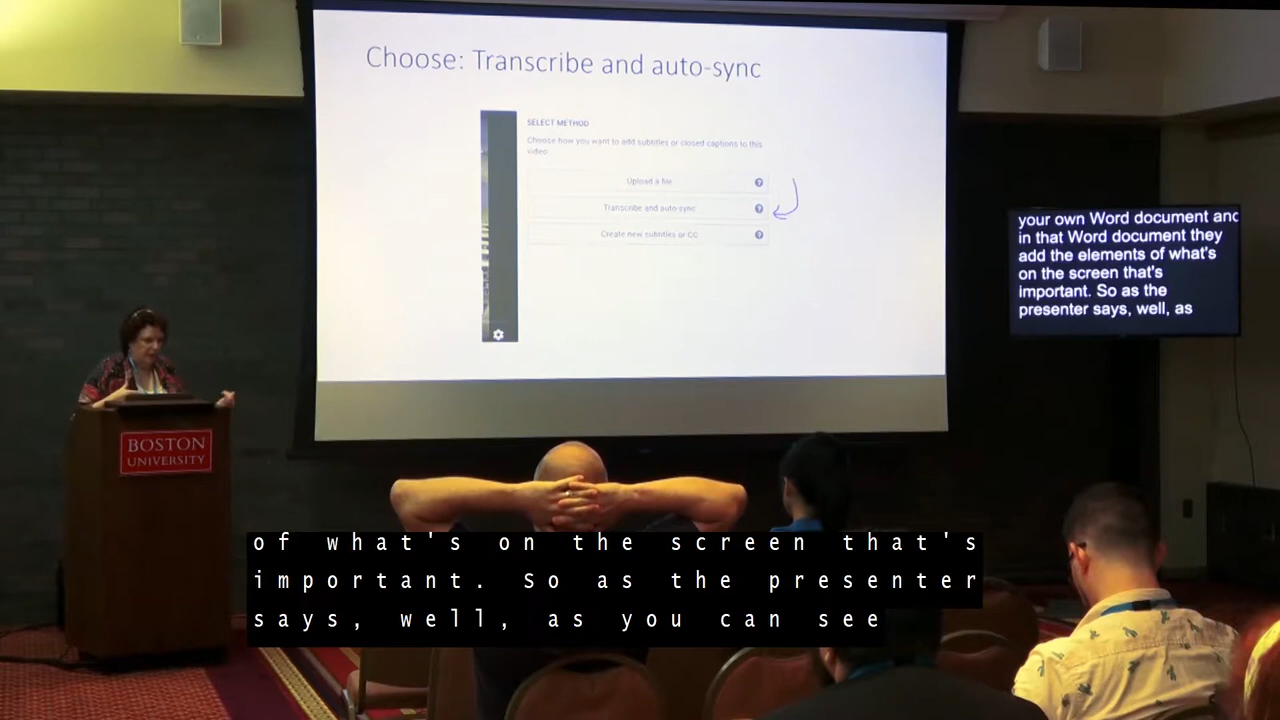 Choose: Transcribe and auto-sync
SELECT METHOD
Choose how you want to add subtitles or closed captions to this
video
Upload a file
Transcribe and auto-sync
Create new subtitles or CC
your own Word document and
in that Word document they
add the elements of what's
on the screen that's
important. So as the
presenter says, well, as
BOSTON
UNIVERSITY
of what's on the screen that's
important. So as the presenter
says, well, as you can see